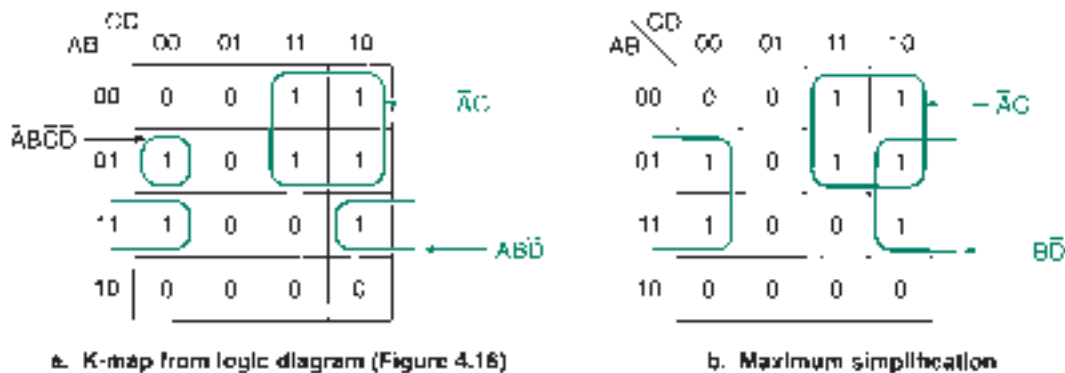 CD
AB 00 01 11 10
00 0 0 1 1
A̅C
A̅BC̅D̅
01 1 0 1 1
11 1 0 0 1
ABD̅
10 0 0 0 0
a. K-map from logic diagram (Figure 4.16)
CD
AB 00 01 11 10
00 0 0 1 1
A̅C
01 1 0 1 1
11 1 0 0 1
BD̅
10 0 0 0 0
b. Maximum simplification